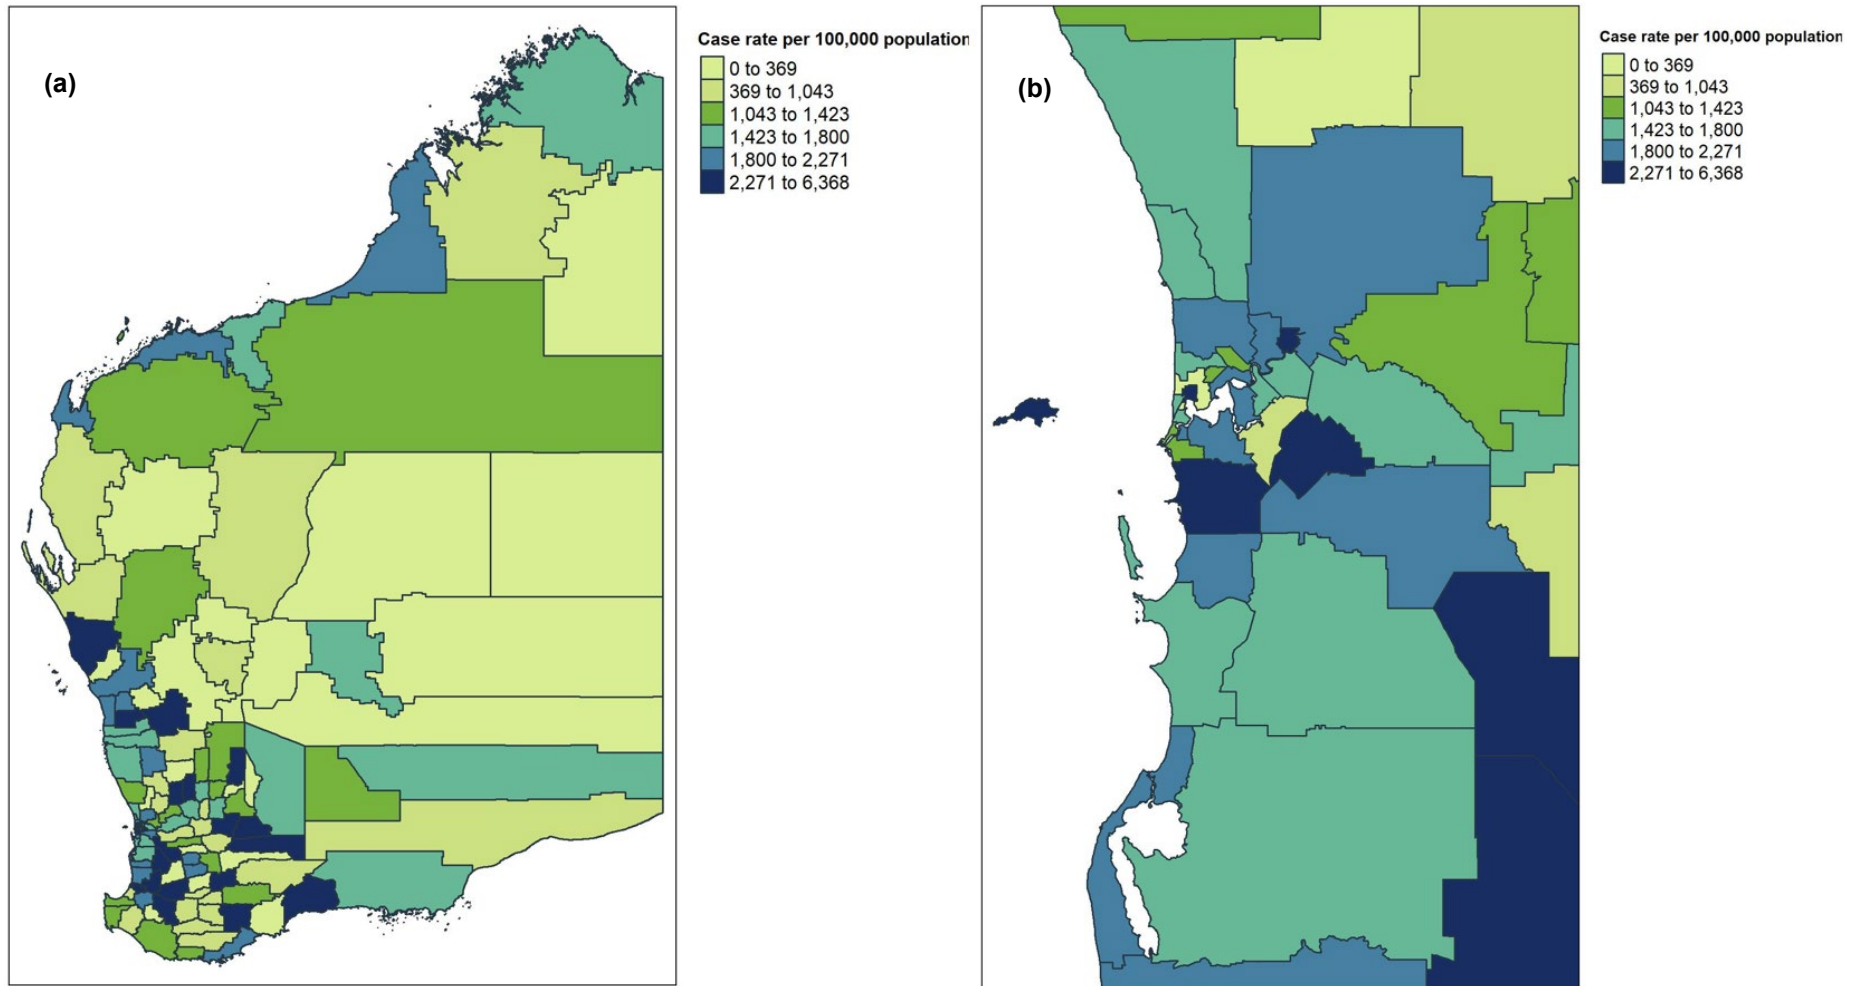 (a)
Case rate per 100,000 population
0 to 369
369 to 1,043
1,043 to 1,423
1,423 to 1,800
1,800 to 2,271
2,271 to 6,368
(b)
Case rate per 100,000 population
0 to 369
369 to 1,043
1,043 to 1,423
1,423 to 1,800
1,800 to 2,271
2,271 to 6,368